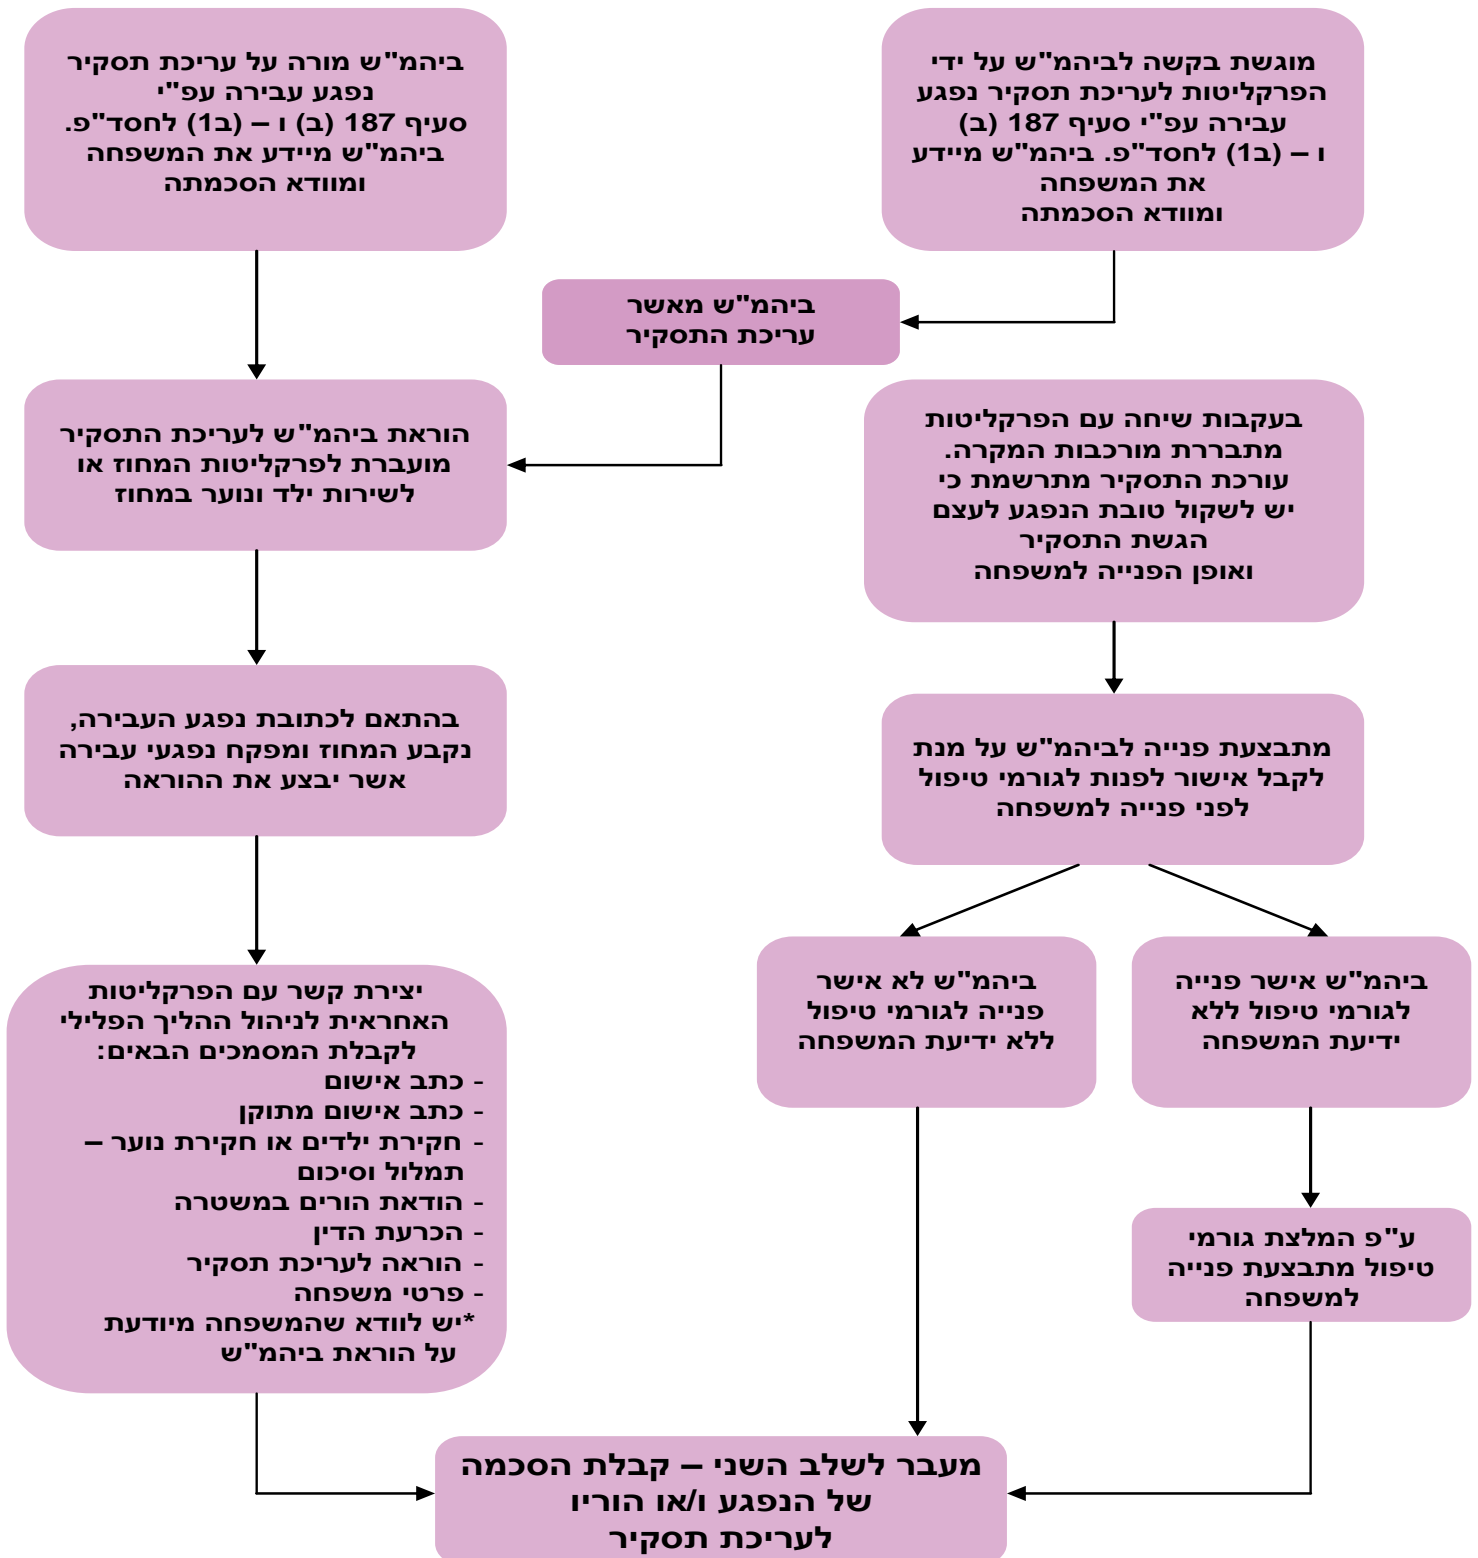 מוגשת בקשה לביהמ"ש על ידי
הפרקליטות לעריכת תסקיר נפגע
עבירה עפ"י סעיף 187 (ב)
ו – (ב1) לחסד"פ. ביהמ"ש מיידע
את המשפחה
ומוודא הסכמתה
ביהמ"ש מורה על עריכת תסקיר
נפגע עבירה עפ"י
סעיף 187 (ב) ו – (ב1) לחסד"פ.
ביהמ"ש מיידע את המשפחה
ומוודא הסכמתה
ביהמ"ש מאשר
עריכת התסקיר
הוראת ביהמ"ש לעריכת התסקיר
מועברת לפרקליטות המחוז או
לשירות ילד ונוער במחוז
בעקבות שיחה עם הפרקליטות
מתבררת מורכבות המקרה.
עורכת התסקיר מתרשמת כי
יש לשקול טובת הנפגע לעצם
הגשת התסקיר
ואופן הפנייה למשפחה
בהתאם לכתובת נפגע העבירה,
נקבע המחוז ומפקח נפגעי עבירה
אשר יבצע את ההוראה
מתבצעת פנייה לביהמ"ש על מנת
לקבל אישור לפנות לגורמי טיפול
לפני פנייה למשפחה
ביהמ"ש אישר פנייה
לגורמי טיפול ללא
ידיעת המשפחה
ביהמ"ש לא אישר
פנייה לגורמי טיפול
ללא ידיעת המשפחה
יצירת קשר עם הפרקליטות
האחראית לניהול ההליך הפלילי
לקבלת המסמכים הבאים:
- כתב אישום
- כתב אישום מתוקן
- חקירת ילדים או חקירת נוער –
תמלול וסיכום
- הודאת הורים במשטרה
- הכרעת הדין
- הוראה לעריכת תסקיר
- פרטי משפחה
*יש לוודא שהמשפחה מיודעת
על הוראת ביהמ"ש
ע"פ המלצת גורמי
טיפול מתבצעת פנייה
למשפחה
מעבר לשלב השני – קבלת הסכמה
של הנפגע ו/או הוריו
לעריכת תסקיר